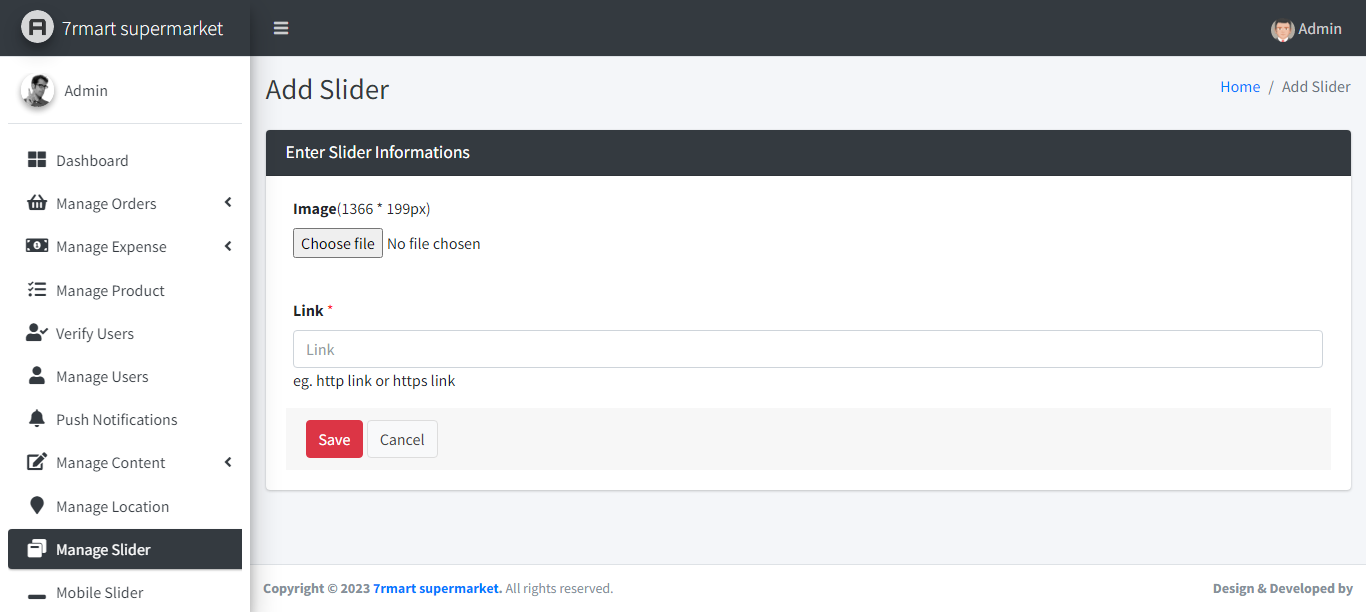 7rmart supermarket
Admin
Admin
Dashboard
Manage Orders
Manage Expense
Manage Product
Verify Users
Manage Users
Push Notifications
Manage Content
Manage Location
Manage Slider
Mobile Slider
Add Slider
Home / Add Slider
Enter Slider Informations
Image(1366 * 199px)
Choose file No file chosen
Link *
Link
eg. http link or https link
Save Cancel
Copyright © 2023 7rmart supermarket. All rights reserved.
Design & Developed by